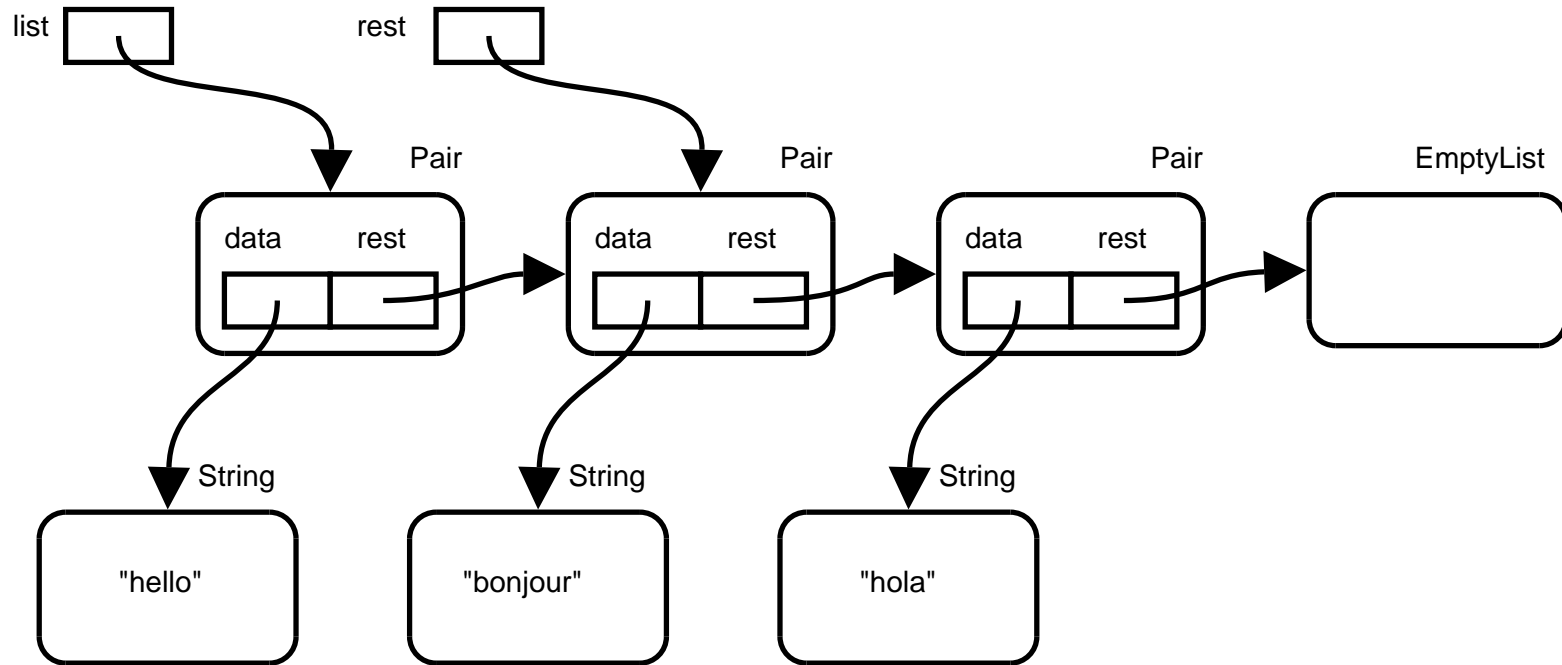 list rest
Pair Pair Pair EmptyList
data rest data rest data rest
String String String
"hello" "bonjour" "hola"